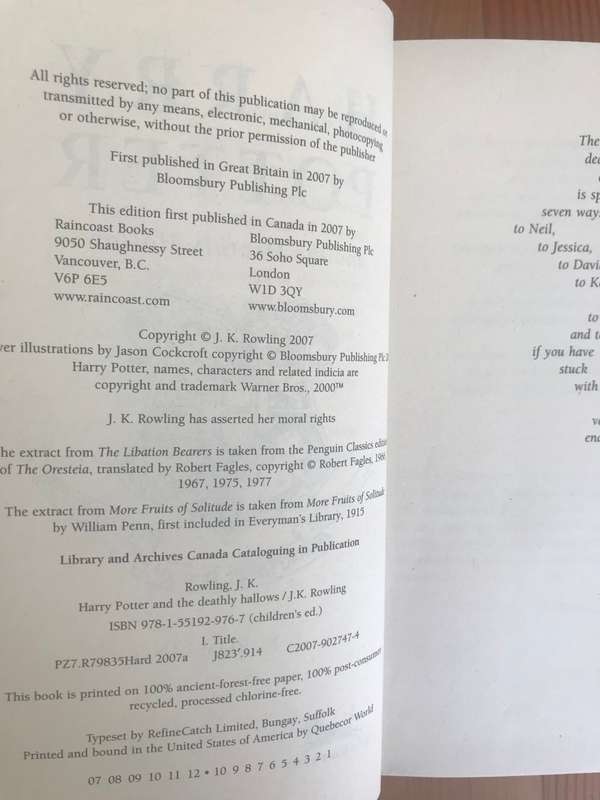 All rights reserved; no part of this publication may be reproduced or
transmitted by any means, electronic, mechanical, photocopying
or otherwise, without the prior permission of the publisher
First published in Great Britain in 2007 by
Bloomsbury Publishing Plc
This edition first published in Canada in 2007 by
Raincoast Books
9050 Shaughnessy Street
Vancouver, B.C.
V6P 6E5
www.raincoast.com
Bloomsbury Publishing Plc
36 Soho Square
London
W1D 3QY
www.bloomsbury.com
Copyright © J. K. Rowling 2007
ver illustrations by Jason Cockcroft copyright © Bloomsbury Publishing Plc
Harry Potter, names, characters and related indicia are
copyright and trademark Warner Bros., 2000™
J. K. Rowling has asserted her moral rights
he extract from The Libation Bearers is taken from the Penguin Classics
of The Oresteia, translated by Robert Fagles, copyright © Robert Fagles, 1966,
1967, 1975, 1977
The extract from More Fruits of Solitude is taken from More Fruits of Solitude
by William Penn, first included in Everyman's Library, 1915
Library and Archives Canada Cataloguing in Publication
Rowling, J. K.
Harry Potter and the deathly hallows / J.K. Rowling
ISBN 978-1-55192-976-7 (children's ed.)
I. Title.
PZ7.R79835Hard 2007a J823'.914 C2007-902747-4
This book is printed on 100% ancient-forest-free paper, 100% post-consumer
recycled, processed chlorine-free.
Typeset by RefineCatch Limited, Bungay, Suffolk
Printed and bound in the United States of America by Quebecor World
07 08 09 10 11 12 • 10 9 8 7 6 5 4 3 2 1
The
dea
is sp
seven ways
to Neil,
to Jessica,
to David
to K
to
and t
if you have
stuck
with
ve
end